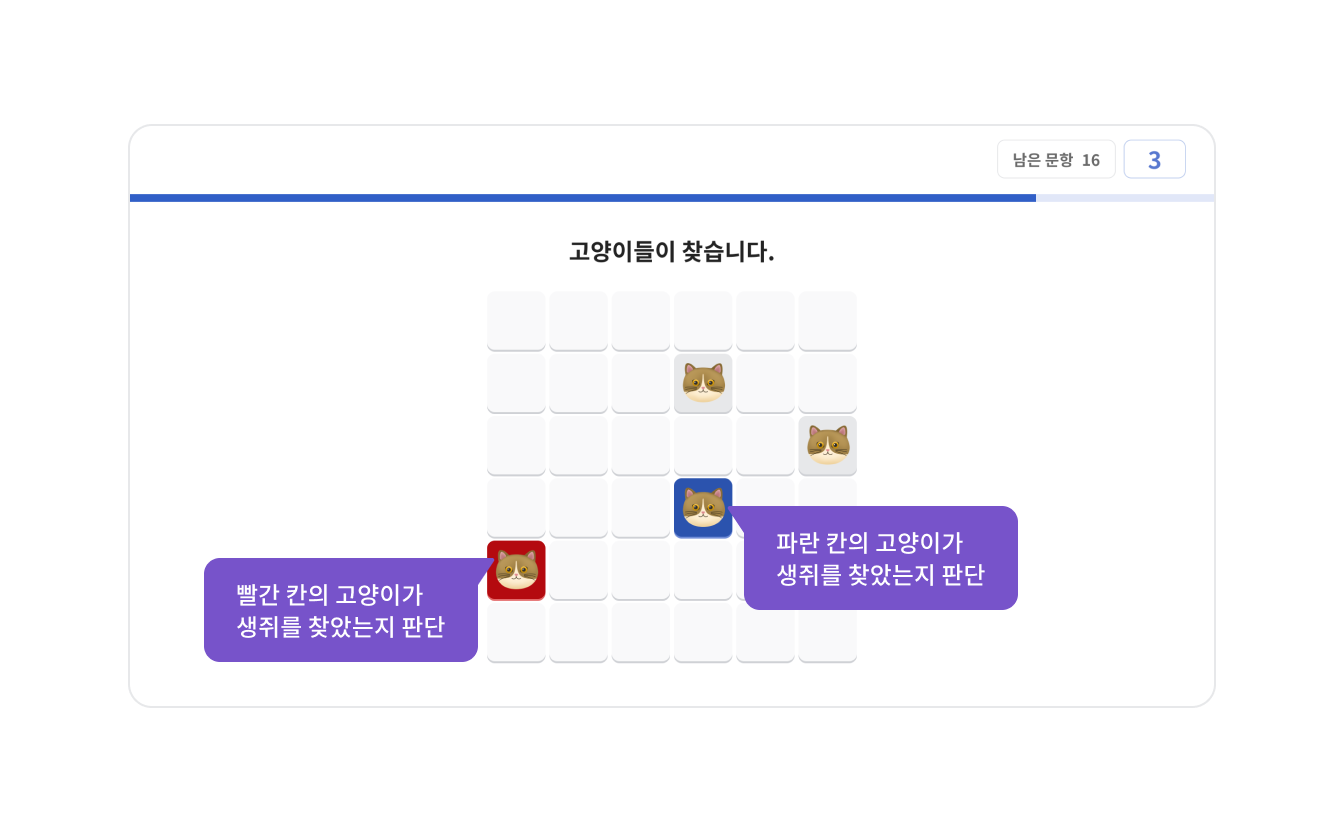 남은 문항 16
3
고양이들이 찾습니다.
파란 칸의 고양이가
생쥐를 찾았는지 판단
빨간 칸의 고양이가
생쥐를 찾았는지 판단